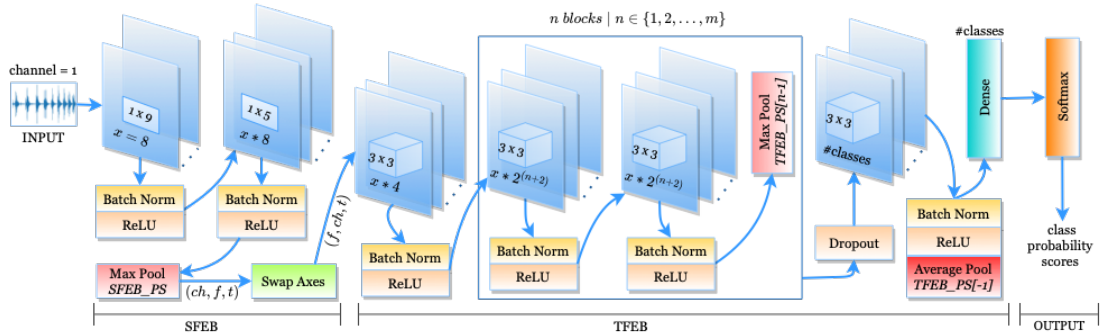 n blocks | n ∈ {1, 2, . . . , m}
channel = 1
INPUT
1 x 9
x = 8
Batch Norm
ReLU
1 x 5
x * 8
Batch Norm
ReLU
Max Pool
SFEB_PS
(ch, f, t)
Swap Axes
(f, ch, t)
3 x 3
x * 4
Batch Norm
ReLU
3 x 3
x * 2^(n+2)
Batch Norm
ReLU
3 x 3
x * 2^(n+2)
Batch Norm
ReLU
Max Pool
TFEB_PS[n-1]
Dropout
3 x 3
#classes
Batch Norm
ReLU
Average Pool
TFEB_PS[-1]
#classes
Dense
Softmax
class
probability
scores
SFEB
TFEB
OUTPUT